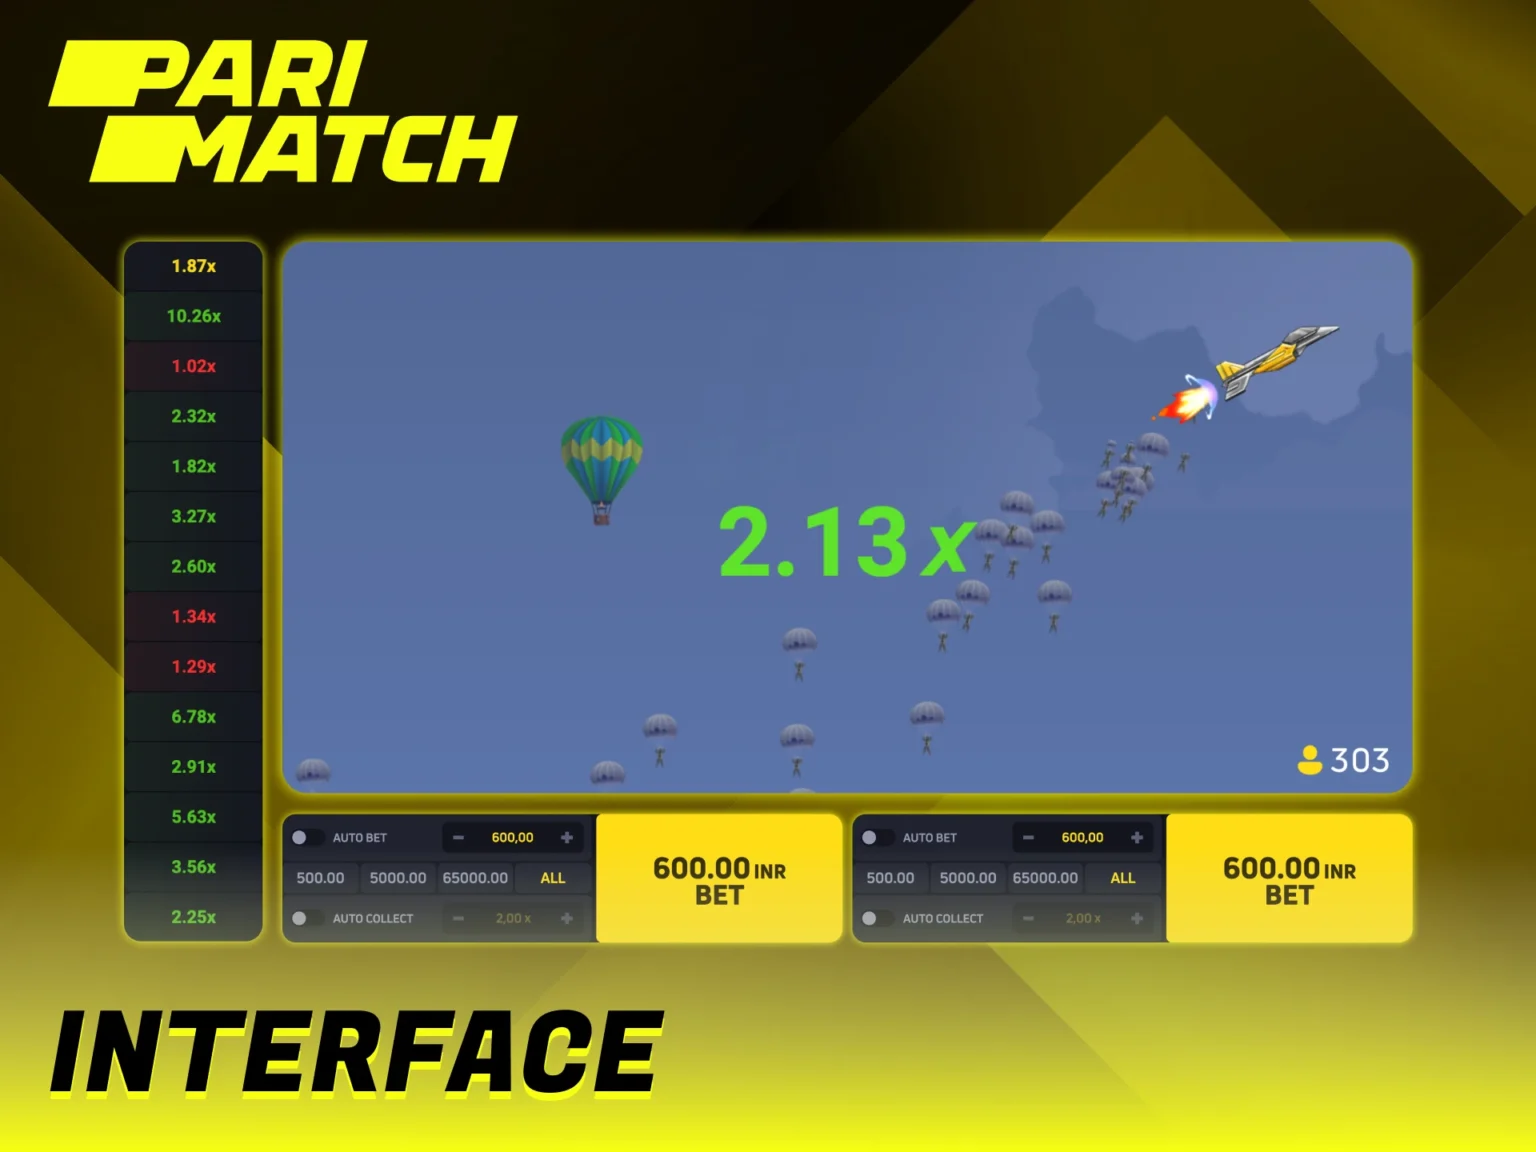 PARI
MATCH
1.87x
10.26x
1.02x
2.32x
1.82x
3.27x
2.60x
1.34x
1.29x
6.78x
2.91x
5.63x
3.56x
2.25x
2.13x
303
AUTO BET − 600,00 +
500.00 5000.00 65000.00 ALL
AUTO COLLECT − 2,00 x +
600.00 INR
BET
AUTO BET − 600,00 +
500.00 5000.00 65000.00 ALL
AUTO COLLECT − 2,00 x +
600.00 INR
BET
INTERFACE